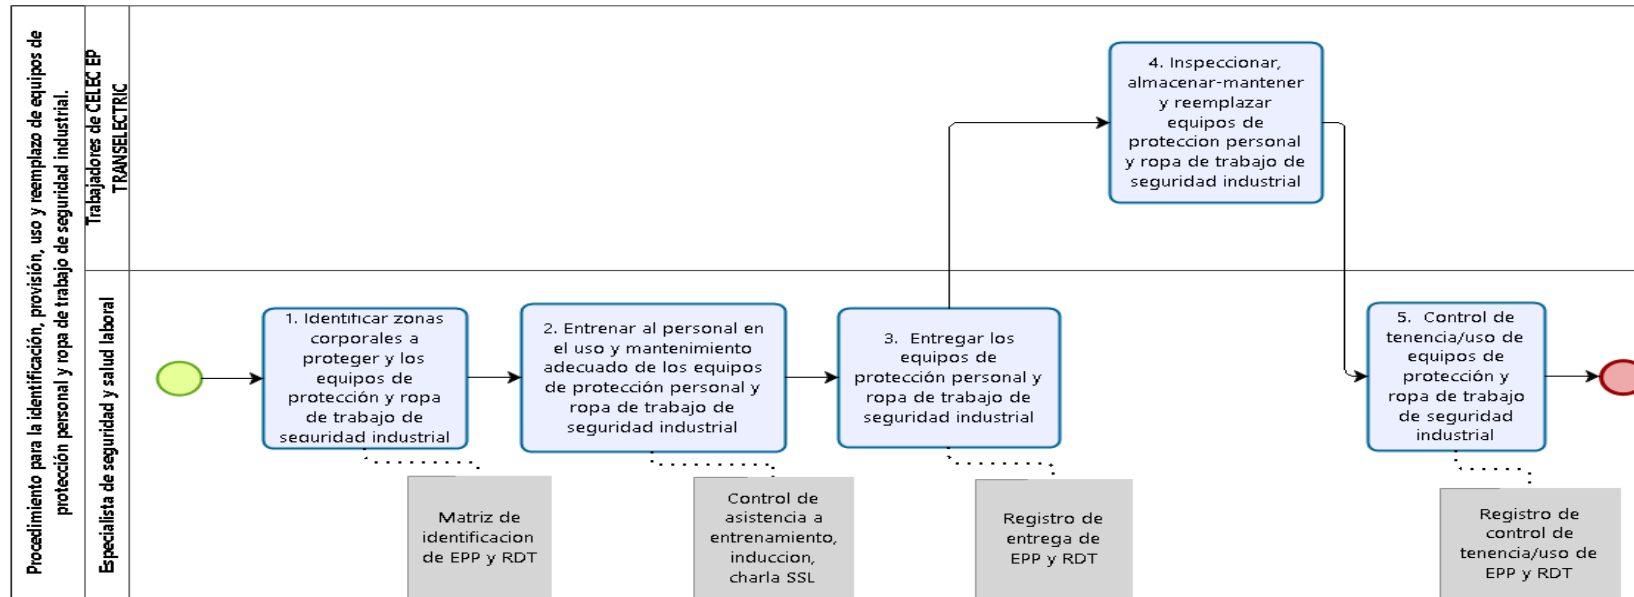 Procedimiento para la identificación, provisión, uso y reemplazo de equipos de
protección personal y ropa de trabajo de seguridad industrial.
Trabajadores de CELEC EP
TRANSELECTRIC
4. Inspeccionar,
almacenar-mantener
y reemplazar
equipos de
proteccion personal
y ropa de trabajo de
seguridad industrial
Especialista de seguridad y salud laboral
1. Identificar zonas
corporales a
proteger y los
equipos de
protección y ropa
de trabajo de
seguridad industrial
2. Entrenar al personal en
el uso y mantenimiento
adecuado de los equipos
de protección personal y
ropa de trabajo de
seguridad industrial
3. Entregar los
equipos de
protección personal y
ropa de trabajo de
seguridad industrial
5. Control de
tenencia/uso de
equipos de
protección y
ropa de trabajo
de seguridad
industrial
Matriz de
identificacion
de EPP y RDT
Control de
asistencia a
entrenamiento,
induccion,
charla SSL
Registro de
entrega de
EPP y RDT
Registro de
control de
tenencia/uso de
EPP y RDT